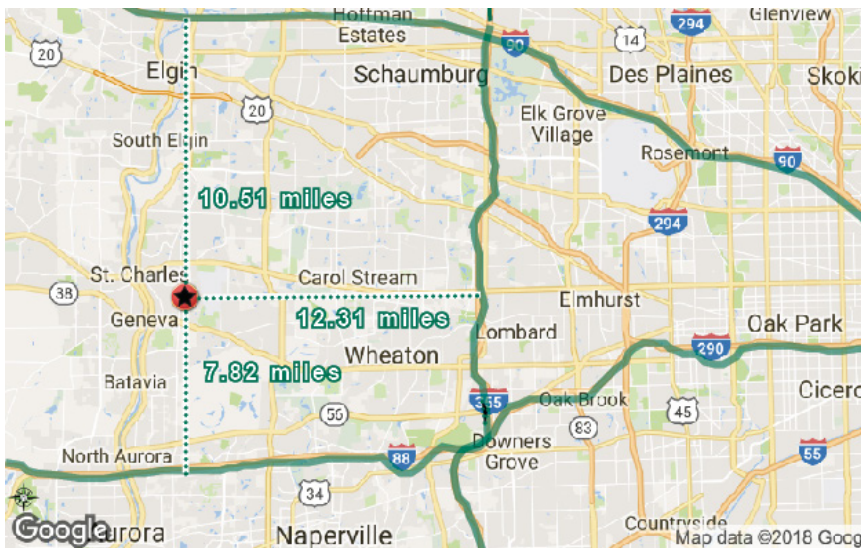 Hoffman
Estates
Glenview
294
20
90
14
Elgin
Schaumburg
Des Plaines
20
Elk Grove
Village
South Elgin
Rosemont
90
10.51 miles
294
St. Charles
Carol Stream
38
Elmhurst
Geneva
12.31 miles
Lombard
Oak Park
Wheaton
290
7.82 miles
Batavia
355
Oak Brook
56
45
83
North Aurora
88
Downers
Grove
55
34
Google
Naperville
Countryside
Map data ©2018 Goog